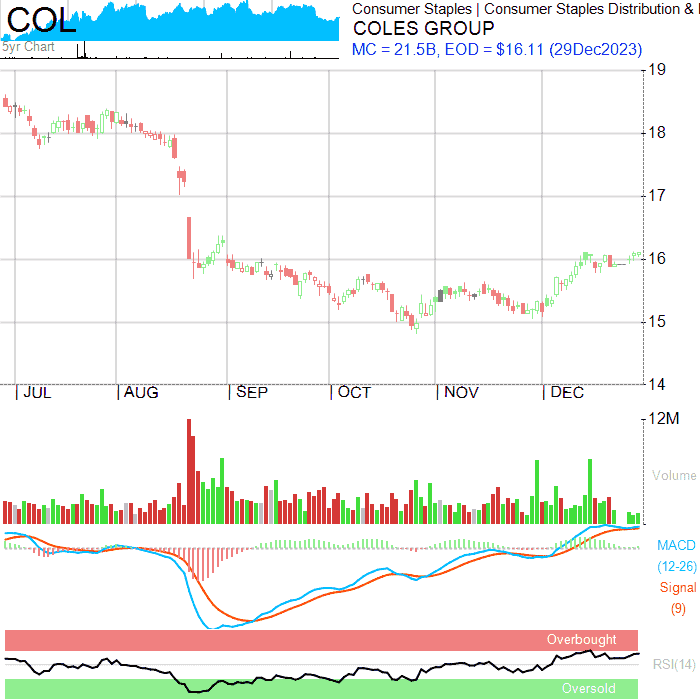 COL
5yr Chart
Consumer Staples | Consumer Staples Distribution &
COLES GROUP
MC = 21.5B, EOD = $16.11 (29Dec2023)
19
18
17
16
15
14
JUL AUG SEP OCT NOV DEC
12M
Volume
MACD
(12-26)
Signal
(9)
Overbought
RSI(14)
Oversold